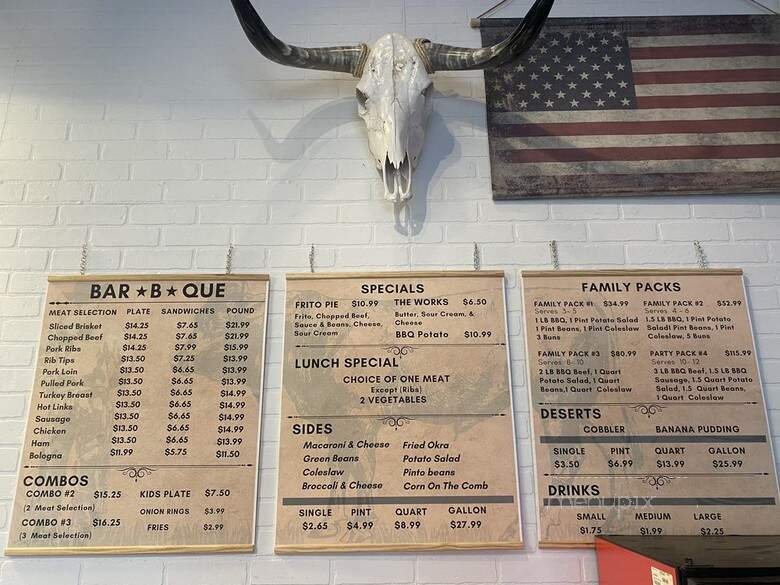 BAR ★ B ★ QUE
MEAT SELECTION PLATE SANDWICHES POUND
Sliced Brisket $14.25 $7.65 $21.99
Chopped Beef $14.25 $7.65 $21.99
Pork Ribs $14.25 $7.99 $15.99
Rib Tips $13.50 $7.25 $13.99
Pork Loin $13.50 $6.65 $13.99
Pulled Pork $13.50 $6.65 $13.99
Turkey Breast $13.50 $6.65 $14.99
Hot Links $13.50 $6.65 $14.99
Sausage $13.50 $6.65 $14.99
Chicken $13.50 $6.65 $14.99
Ham $13.50 $6.65 $13.99
Bologna $11.99 $5.75 $11.50
COMBOS
COMBO #2 $15.25 KIDS PLATE $7.50
(2 Meat Selection) ONION RINGS $3.99
COMBO #3 $16.25 FRIES $2.99
(3 Meat Selection)
SPECIALS
FRITO PIE $10.99
Frito, Chopped Beef,
Sauce & Beans, Cheese,
Sour Cream
THE WORKS $6.50
Butter, Sour Cream, &
Cheese
BBQ Potato $10.99
LUNCH SPECIAL
CHOICE OF ONE MEAT
Except (Ribs)
2 VEGETABLES
SIDES
Macaroni & Cheese Fried Okra
Green Beans Potato Salad
Coleslaw Pinto beans
Broccoli & Cheese Corn On The Comb
SINGLE PINT QUART GALLON
$2.65 $4.99 $8.99 $27.99
FAMILY PACKS
FAMILY PACK #1 $34.99
Serves: 3-5
1 LB BBQ, 1 Pint Potato Salad
1 Pint Beans, 1 Pint Coleslaw
3 Buns
FAMILY PACK #2 $52.99
Serves: 4-6
1.5 LB BBQ, 1 Pint Potato
Salad1 Pint Beans, 1 Pint
Coleslaw, 5 Buns
FAMILY PACK #3 $80.99
Serves: 8-10
2 LB BBQ Beef, 1 Quart
Potato Salad, 1 Quart
Beans,1 Quart Coleslaw
PARTY PACK #4 $115.99
Serves: 10-12
3 LB BBQ Beef, 1.5 LB BBQ
Sausage, 1.5 Quart Potato
Salad, 1.5 Quart Beans,
1 Quart Coleslaw
DESERTS
COBBLER BANANA PUDDING
SINGLE PINT QUART GALLON
$3.50 $6.99 $13.99 $25.99
DRINKS
menupix
SMALL MEDIUM LARGE
$1.75 $1.99 $2.25